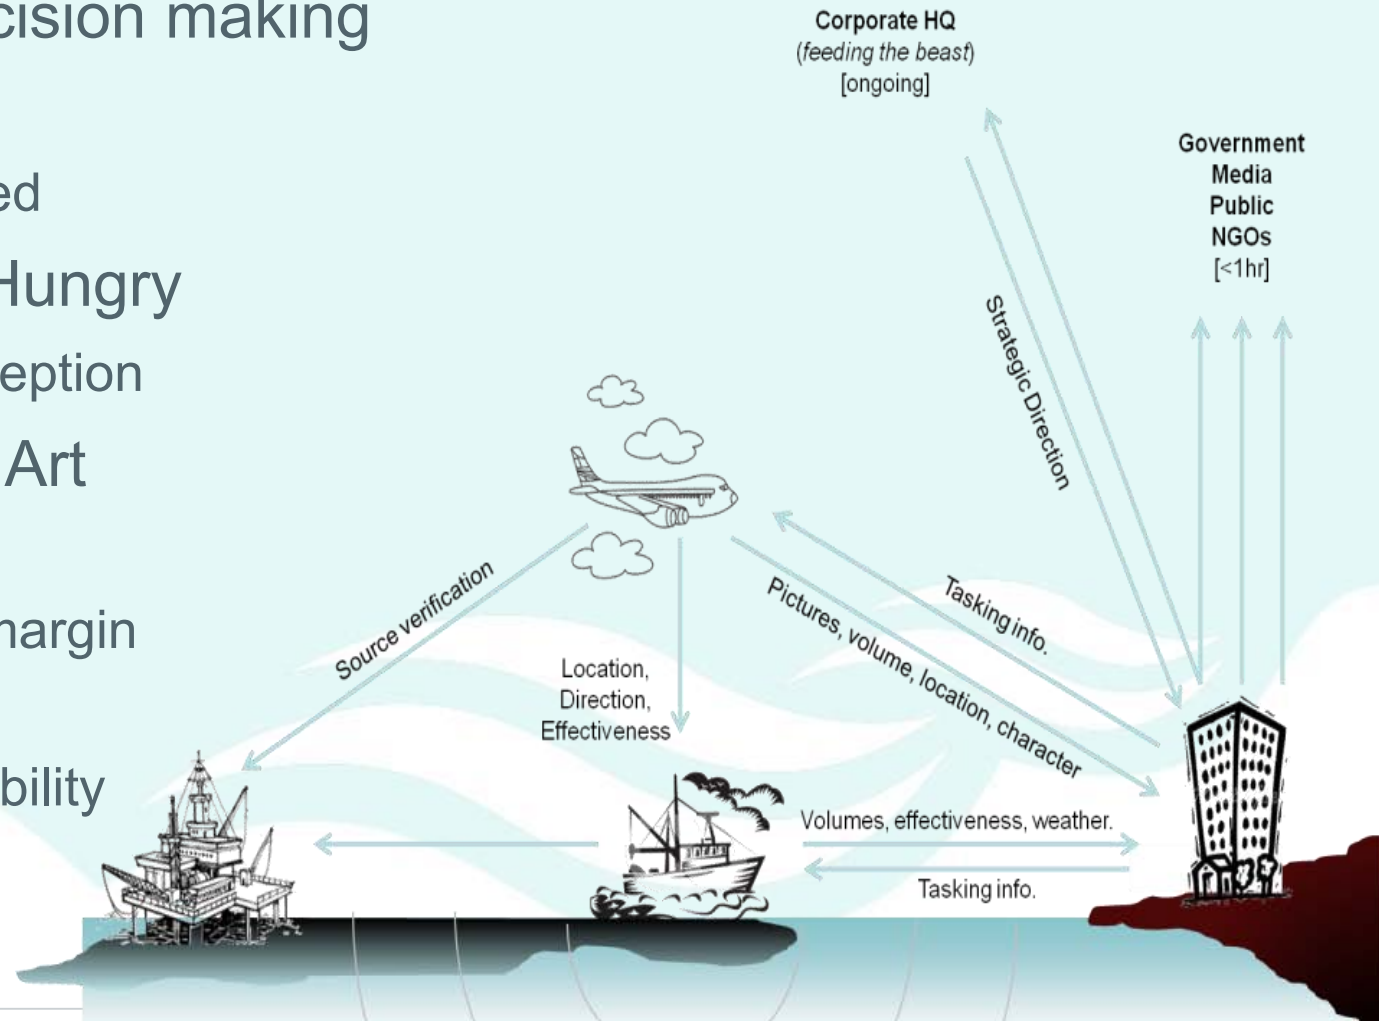 cision making
ed
Hungry
eption
Art
margin
bility
Corporate HQ
(feeding the beast)
[ongoing]
Government
Media
Public
NGOs
[<1hr]
Strategic Direction
Source verification
Location,
Direction,
Effectiveness
Tasking info.
Pictures, volume, location, character
Volumes, effectiveness, weather.
Tasking info.